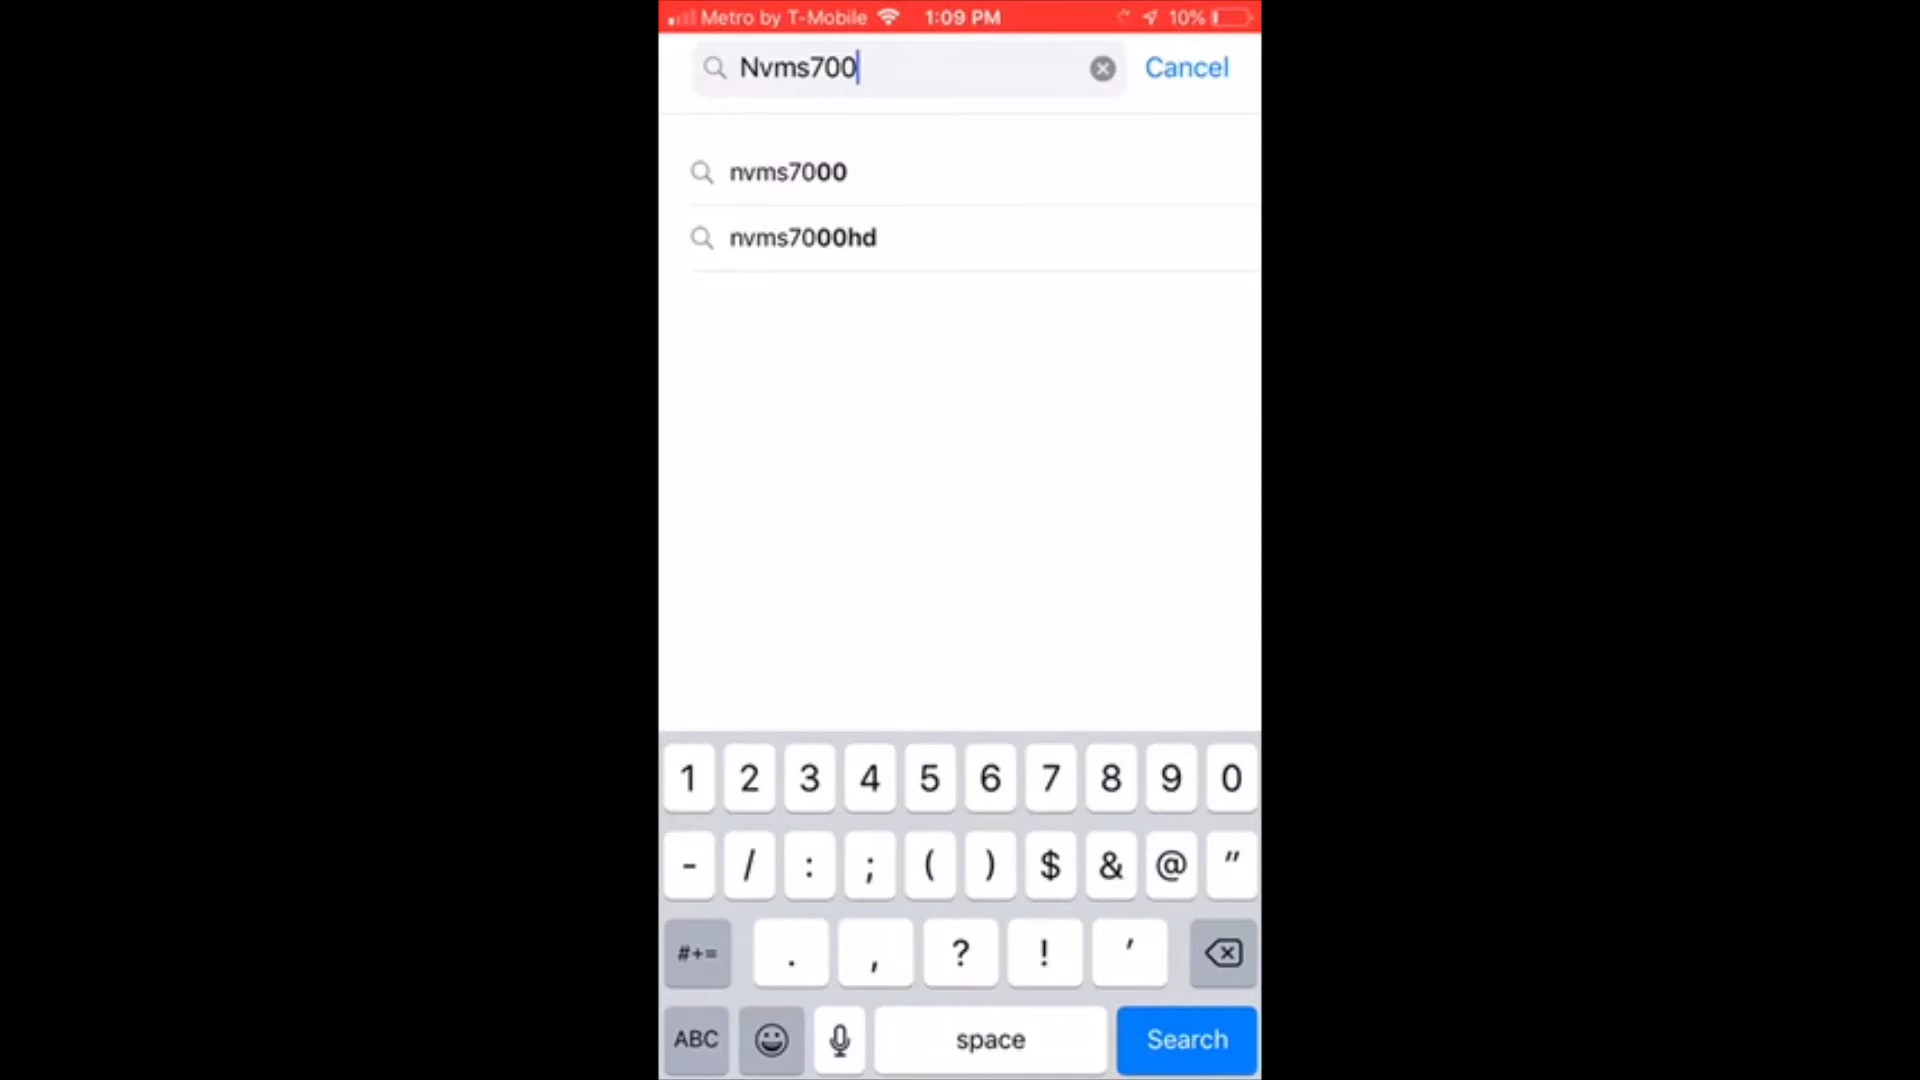 Metro by T-Mobile 1:09 PM 10%
Nvms700 Cancel
nvms7000
nvms7000hd
1 2 3 4 5 6 7 8 9 0
- / : ; ( ) $ & @ "
#+= . , ? ! '
ABC space Search